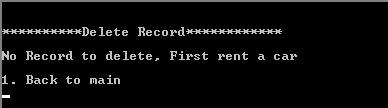 **********Delete Record************
No Record to delete, First rent a car
1. Back to main